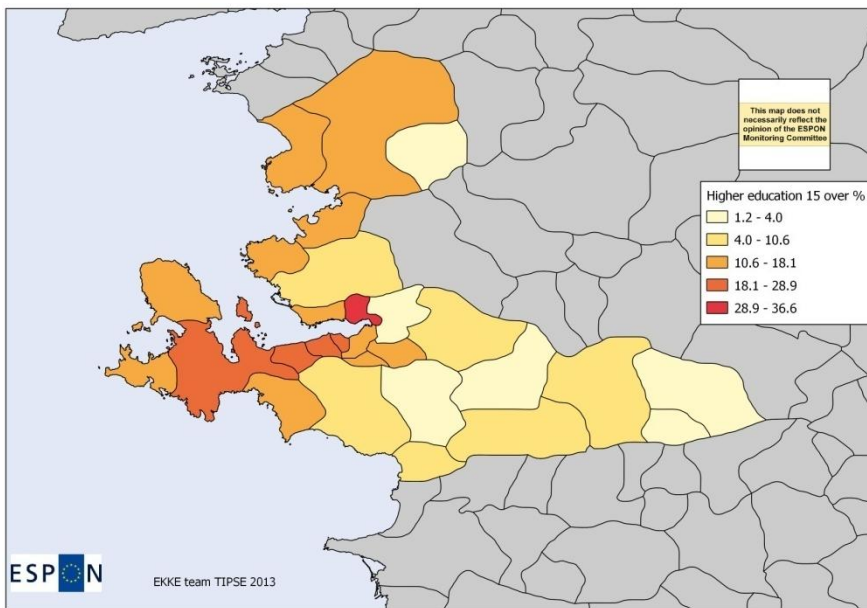 This map does not
necessarily reflect the
opinion of the ESPON
Monitoring Committee
Higher education 15 over %
1.2 - 4.0
4.0 - 10.6
10.6 - 18.1
18.1 - 28.9
28.9 - 36.6
ESPON
EKKE team TIPSE 2013